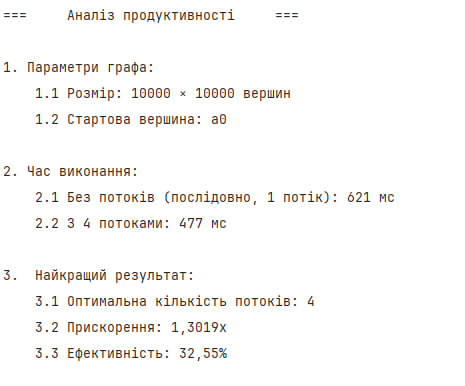 ===     Аналіз продуктивності     ===
1. Параметри графа:
1.1 Розмір: 10000 × 10000 вершин
1.2 Стартова вершина: a0
2. Час виконання:
2.1 Без потоків (послідовно, 1 потік): 621 мс
2.2 З 4 потоками: 477 мс
3.  Найкращий результат:
3.1 Оптимальна кількість потоків: 4
3.2 Прискорення: 1,3019x
3.3 Ефективність: 32,55%